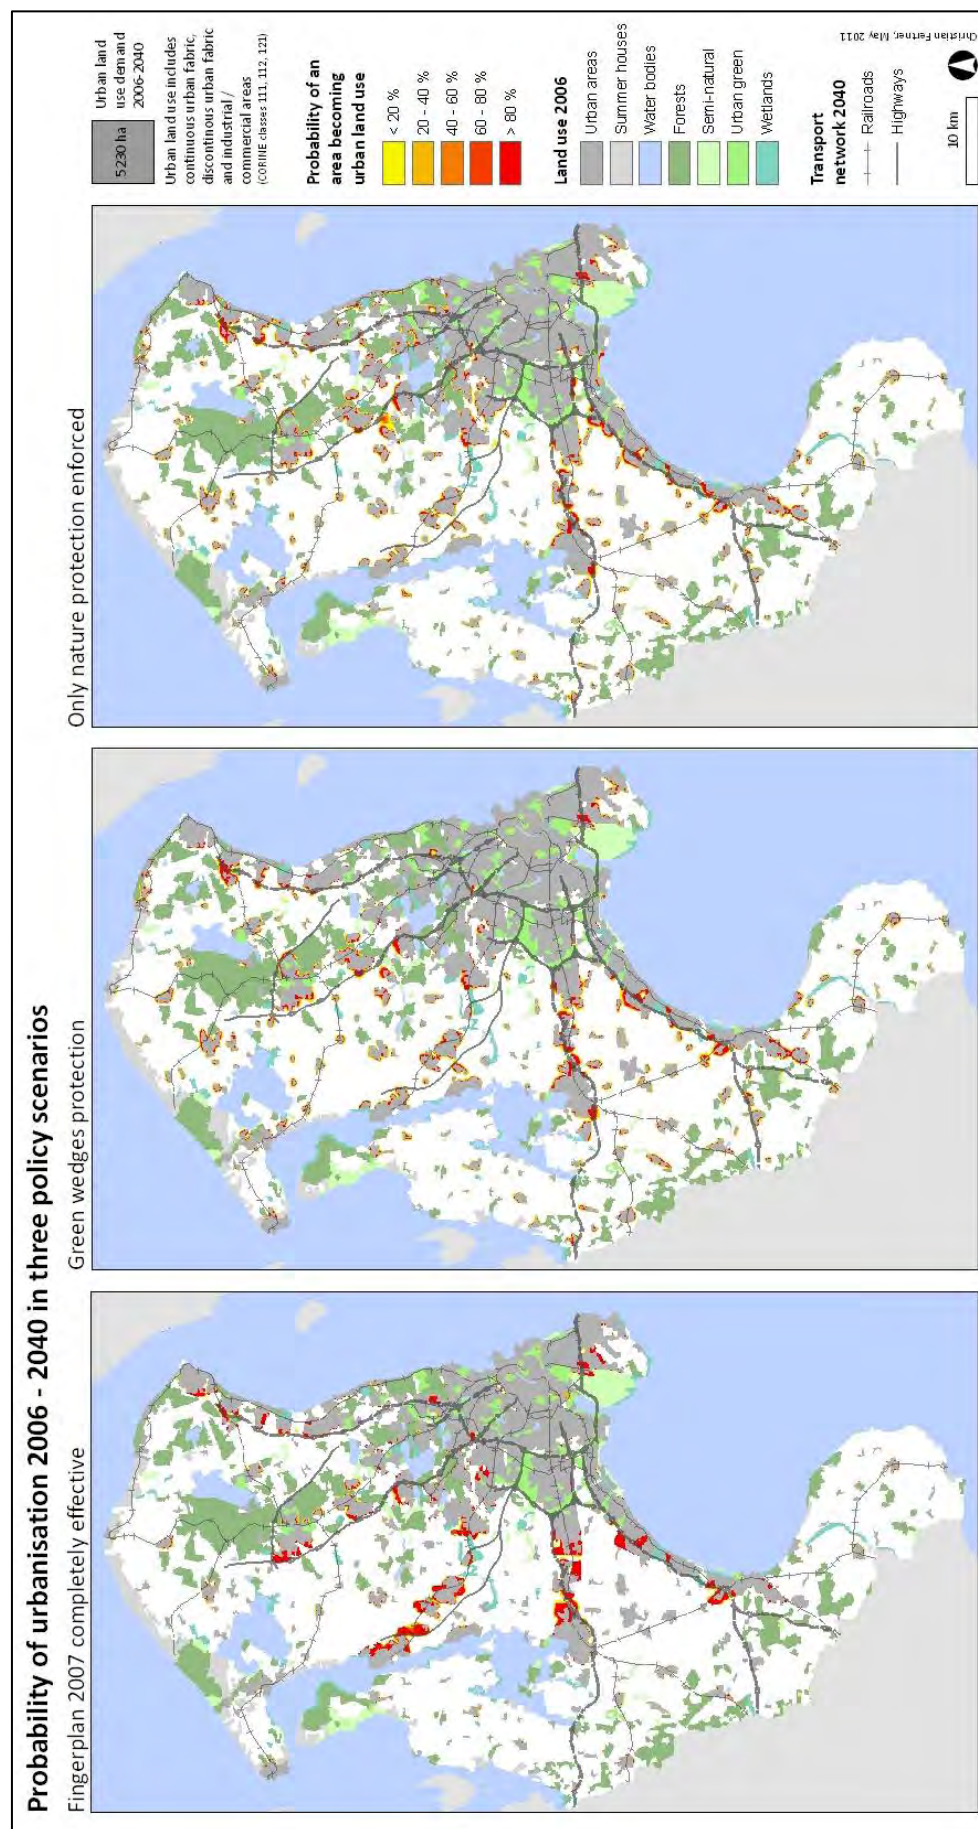 Probability of urbanisation 2006 - 2040 in three policy scenarios
Fingerplan 2007 completely effective
Green wedges protection
Only nature protection enforced
5230 ha
Urban land
use demand
2006-2040
Urban land use includes
continuous urban fabric,
discontinous urban fabric
and industrial /
commercial areas
(CORINE classes 111, 112, 121)
Probability of an
area becoming
urban land use
< 20 %
20 - 40 %
40 - 60 %
60 - 80 %
> 80 %
Land use 2006
Urban areas
Summer houses
Water bodies
Forests
Semi-natural
Urban green
Wetlands
Transport
network 2040
Railroads
Highways
10 km
Christian Fertner, May 2011